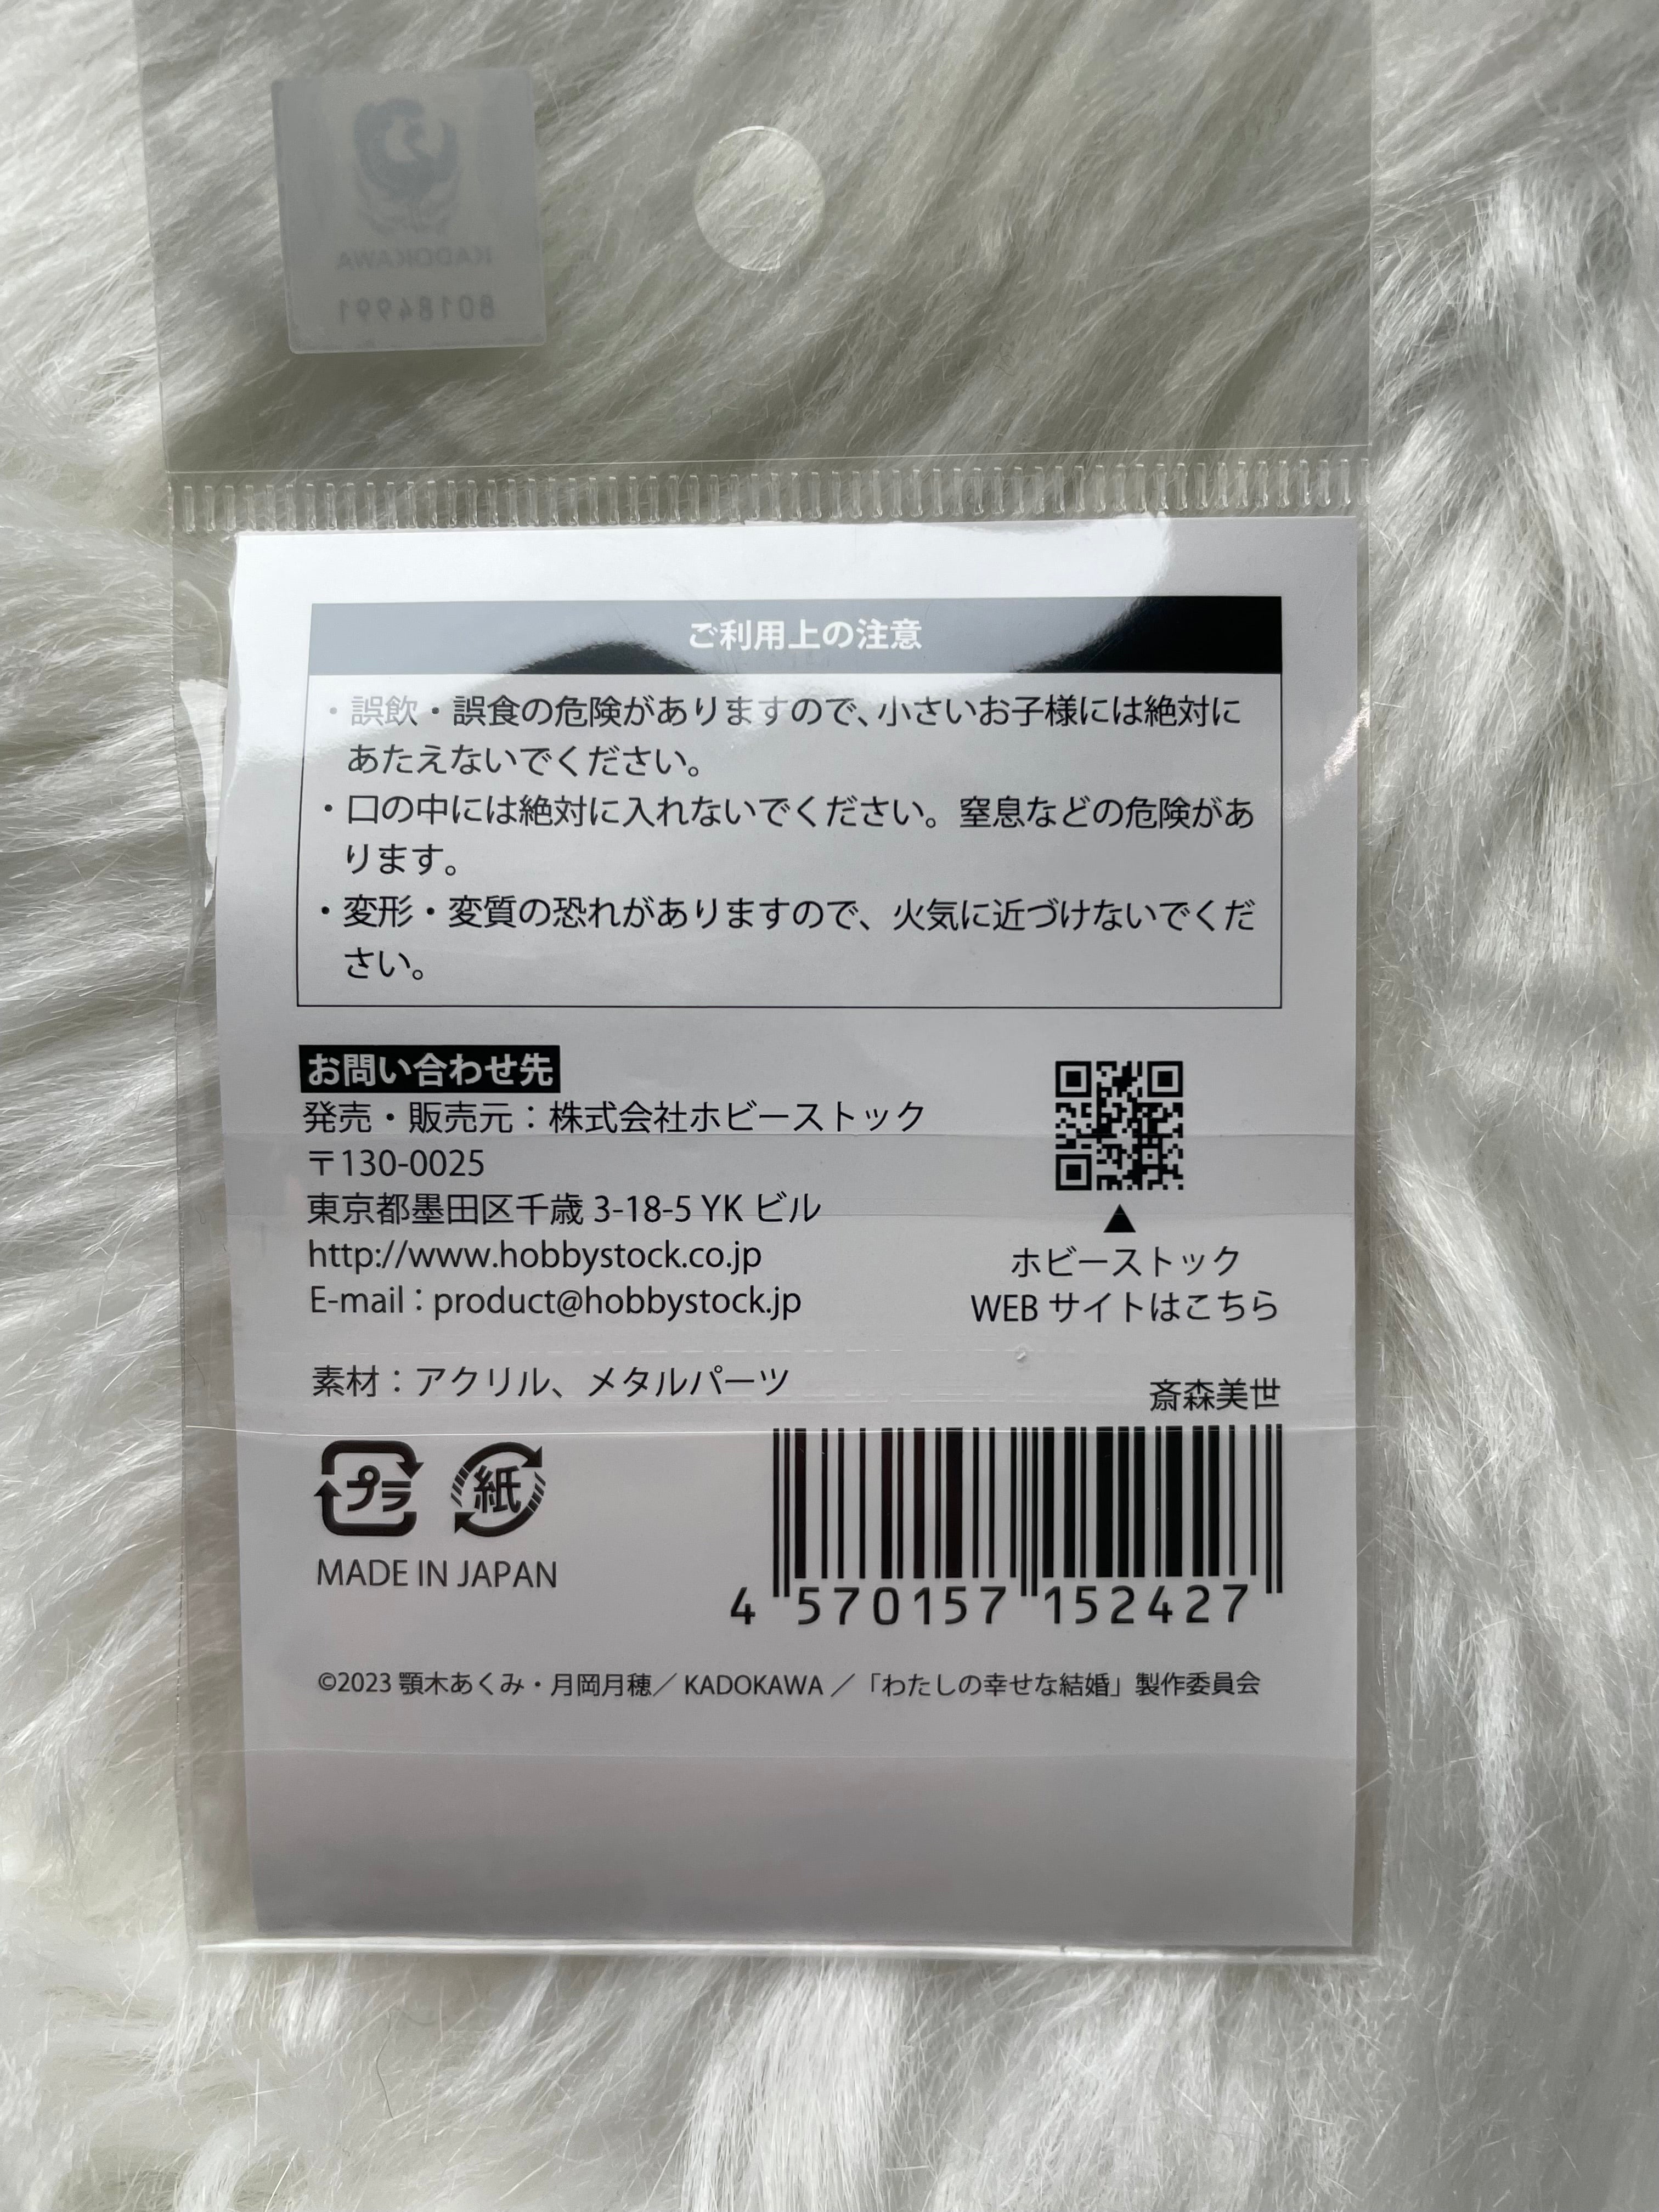 KADOKAWA
80184991
ご利用上の注意
・誤飲・誤食の危険がありますので、小さいお子様には絶対に
あたえないでください。
・口の中には絶対に入れないでください。窒息などの危険があ
ります。
・変形・変質の恐れがありますので、火気に近づけないでくだ
さい。
お問い合わせ先
発売・販売元：株式会社ホビーストック
〒130-0025
東京都墨田区千歳 3-18-5 YK ビル
http://www.hobbystock.co.jp
E-mail：product@hobbystock.jp
▲
ホビーストック
WEB サイトはこちら
素材：アクリル、メタルパーツ
斎森美世
プラ
紙
MADE IN JAPAN
4 570157 152427
©2023 顎木あくみ・月岡月穂／ KADOKAWA ／「わたしの幸せな結婚」製作委員会